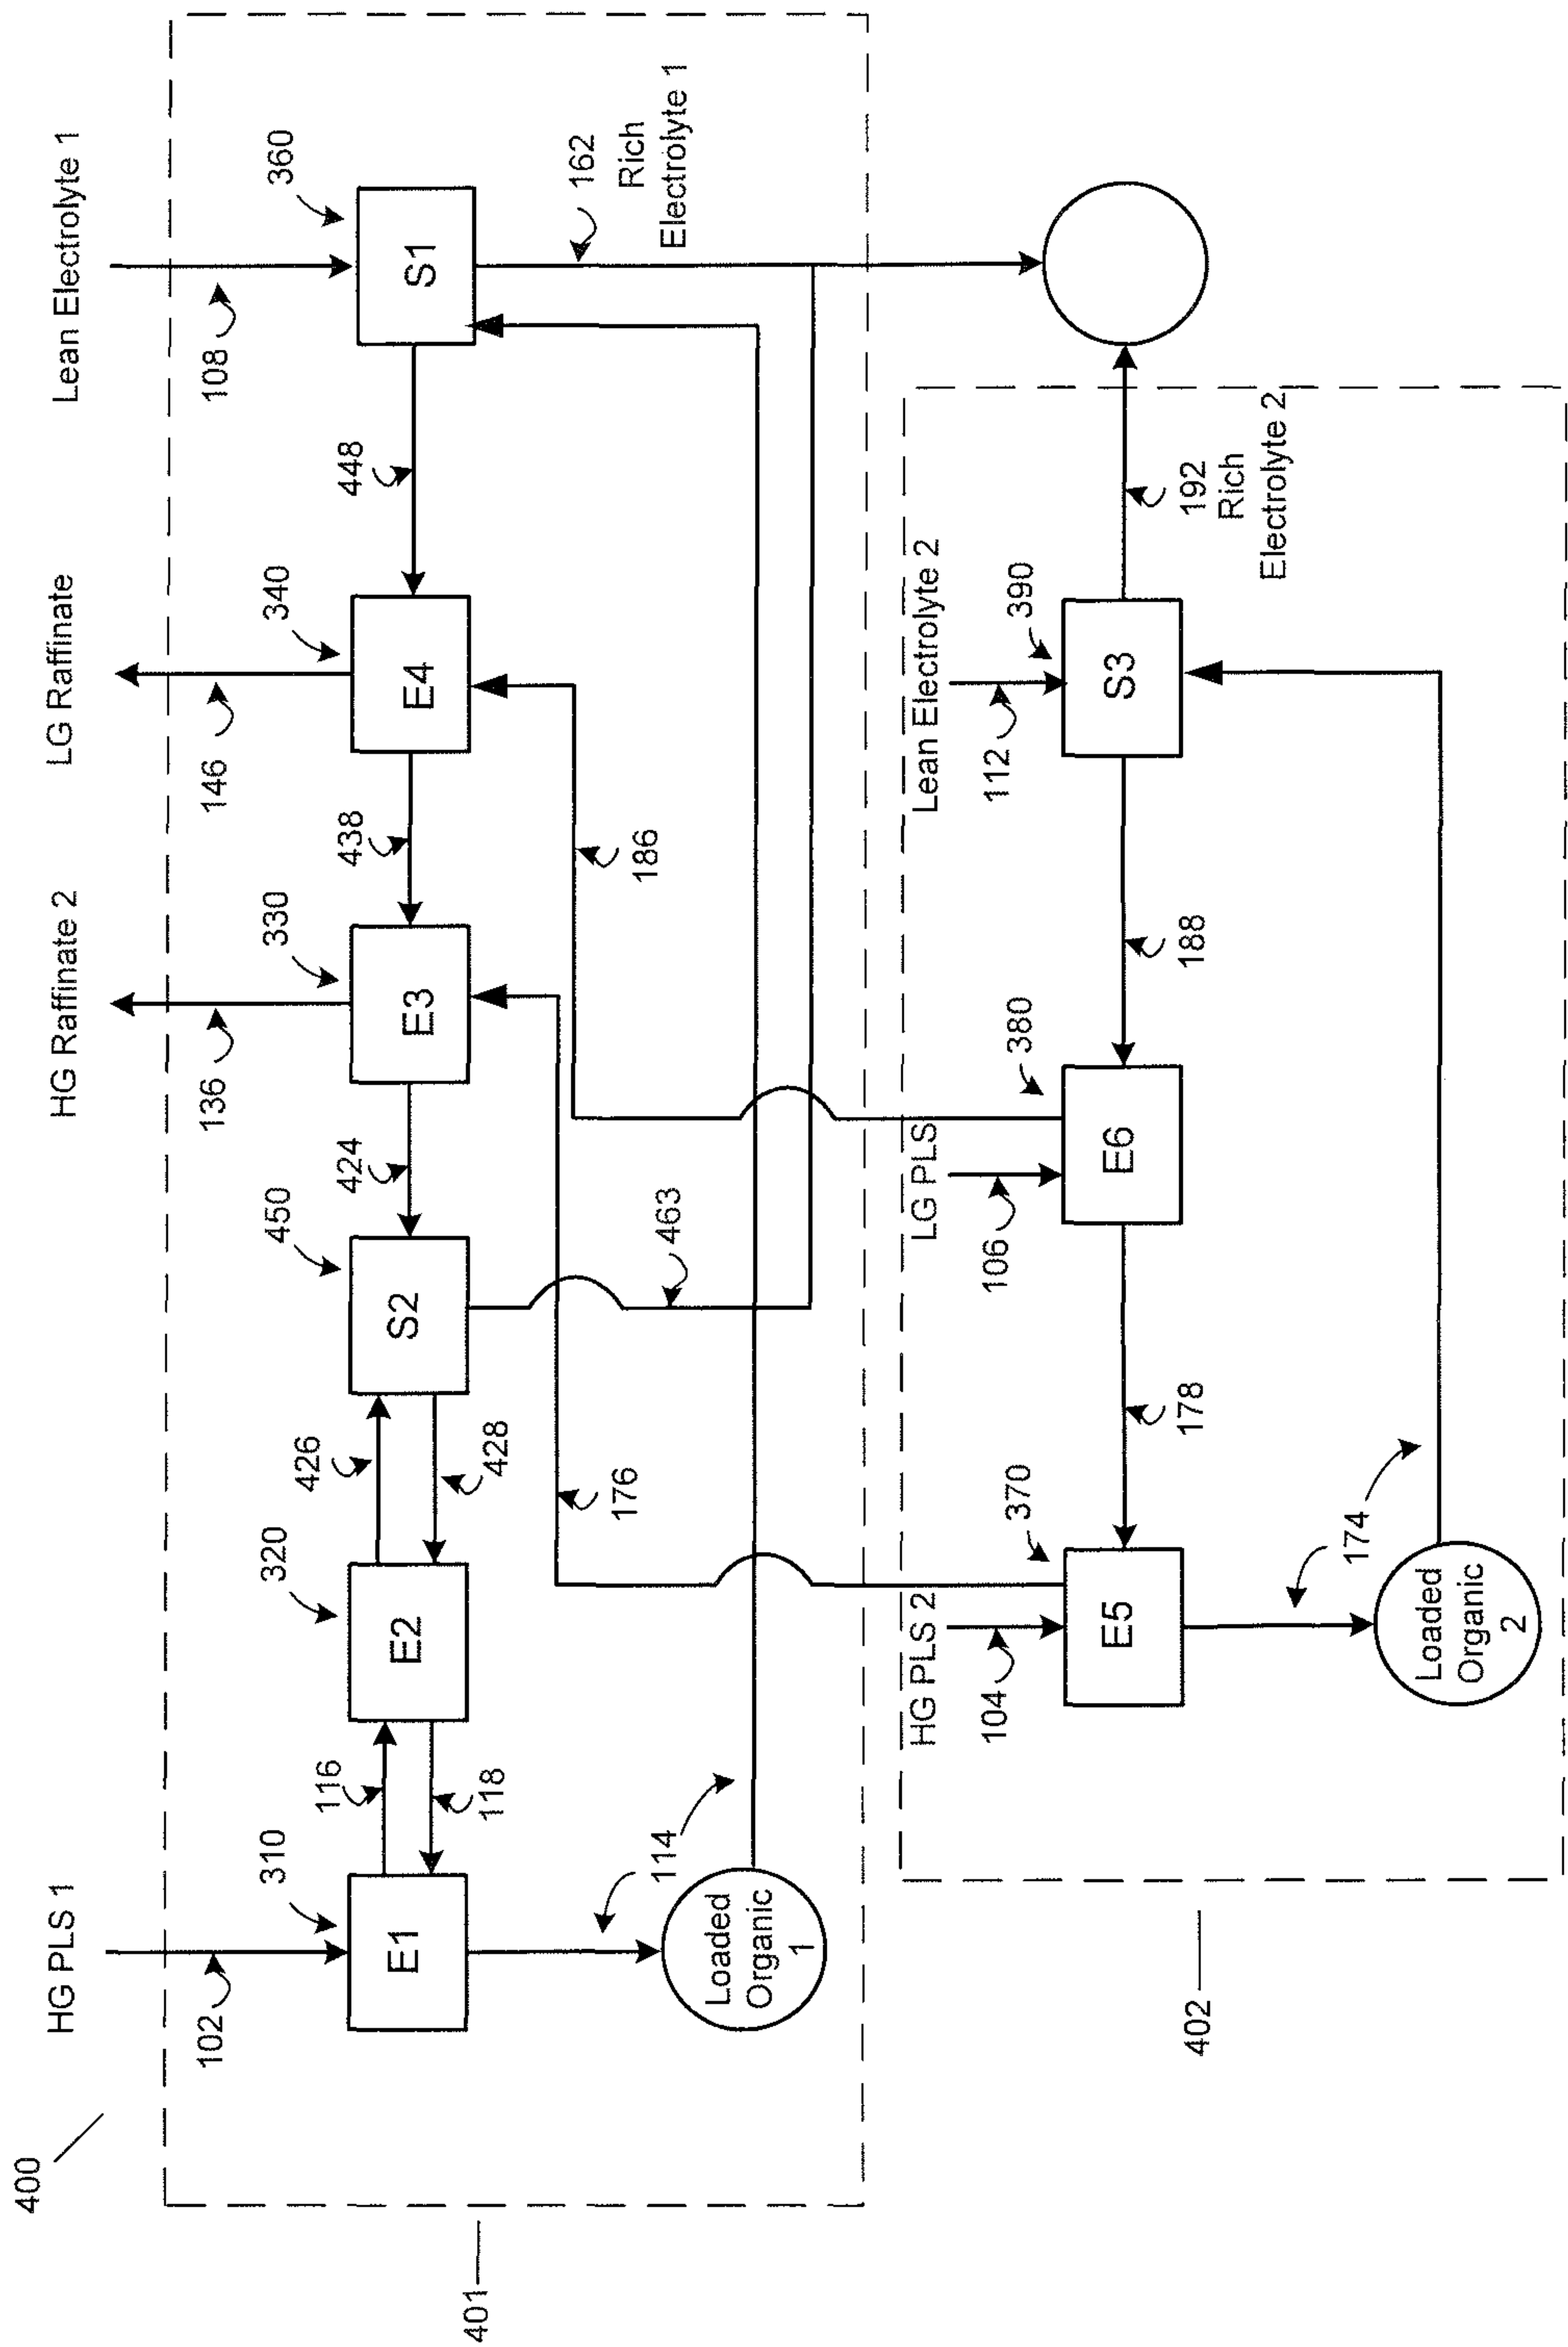 400
HG PLS 1
HG Raffinate 2
LG Raffinate
Lean Electrolyte 1
102
136
146
108
310
320
450
330
340
360
E1
E2
S2
E3
E4
S1
116
118
426
428
424
438
448
162
Rich
Electrolyte 1
114
176
463
186
Loaded
Organic
1
401
HG PLS 2
LG PLS
Lean Electrolyte 2
104
106
112
370
380
390
E5
E6
S3
178
188
192
Rich
Electrolyte 2
174
Loaded
Organic
2
402